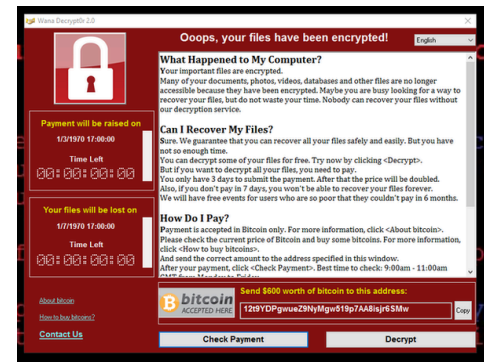 Wana Decrypt0r 2.0
Ooops, your files have been encrypted!
English
What Happened to My Computer?
Your important files are encrypted.
Many of your documents, photos, videos, databases and other files are no longer
accessible because they have been encrypted. Maybe you are busy looking for a way to
recover your files, but do not waste your time. Nobody can recover your files without
our decryption service.
Can I Recover My Files?
Sure. We guarantee that you can recover all your files safely and easily. But you have
not so enough time.
You can decrypt some of your files for free. Try now by clicking <Decrypt>.
But if you want to decrypt all your files, you need to pay.
You only have 3 days to submit the payment. After that the price will be doubled.
Also, if you don't pay in 7 days, you won't be able to recover your files forever.
We will have free events for users who are so poor that they couldn't pay in 6 months.
How Do I Pay?
Payment is accepted in Bitcoin only. For more information, click <About bitcoin>.
Please check the current price of Bitcoin and buy some bitcoins. For more information,
click <How to buy bitcoins>.
And send the correct amount to the address specified in this window.
After your payment, click <Check Payment>. Best time to check: 9:00am - 11:00am
GMT from Monday to Friday
Payment will be raised on
1/3/1970 17:00:00
Time Left
00:00:00:00
Your files will be lost on
1/7/1970 17:00:00
Time Left
00:00:00:00
About bitcoin
How to buy bitcoins?
Contact Us
bitcoin
ACCEPTED HERE
Send $600 worth of bitcoin to this address:
12t9YDPgwueZ9NyMgw519p7AA8isjr6SMw
Copy
Check Payment
Decrypt